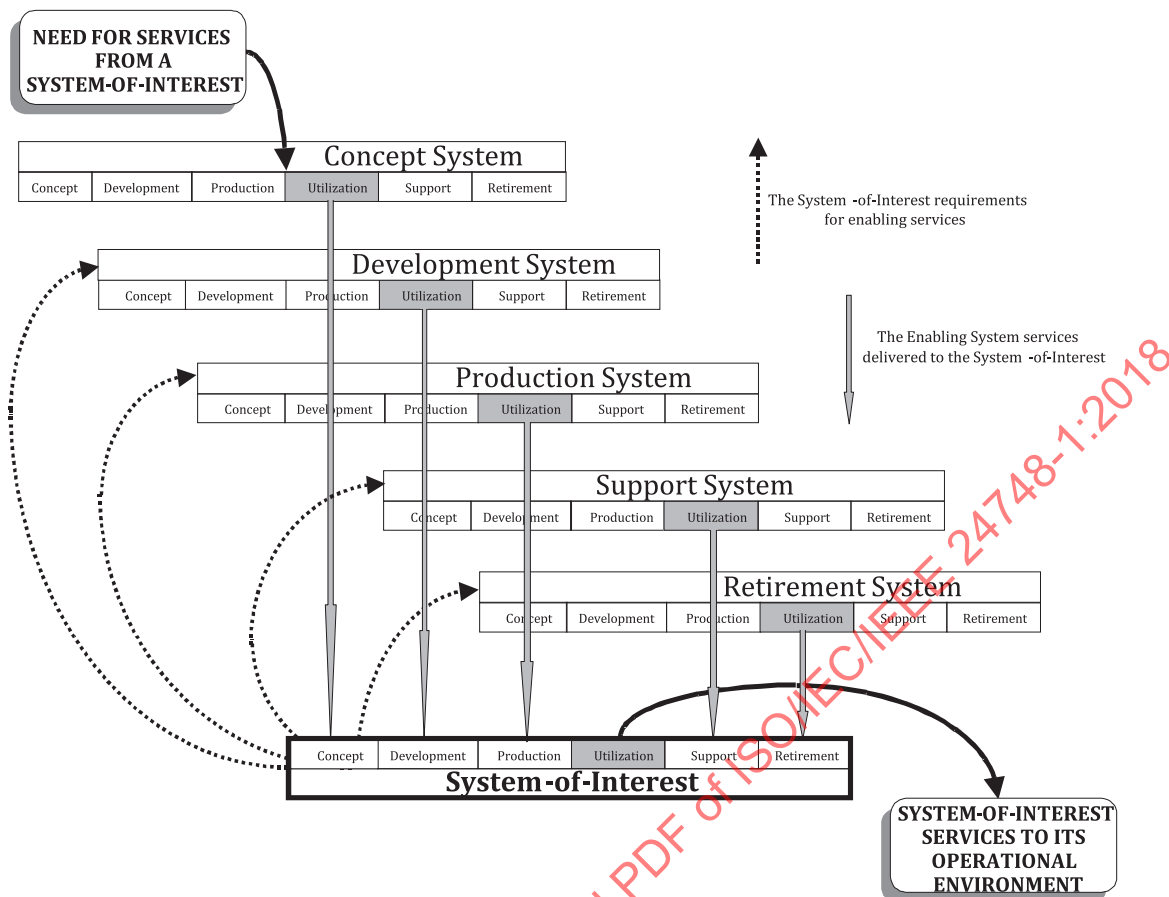 NEED FOR SERVICES
FROM A
SYSTEM-OF-INTEREST
Concept System
Concept Development Production Utilization Support Retirement
The System -of-Interest requirements
for enabling services
Development System
Concept Development Production Utilization Support Retirement
The Enabling System services
delivered to the System -of-Interest
Production System
Concept Development Production Utilization Support Retirement
Support System
Concept Development Production Utilization Support Retirement
Retirement System
Concept Development Production Utilization Support Retirement
Concept Development Production Utilization Support Retirement
System-of-Interest
SYSTEM-OF-INTEREST
SERVICES TO ITS
OPERATIONAL
ENVIRONMENT
PDF of ISO/IEC/IEEE 24748-1:2018